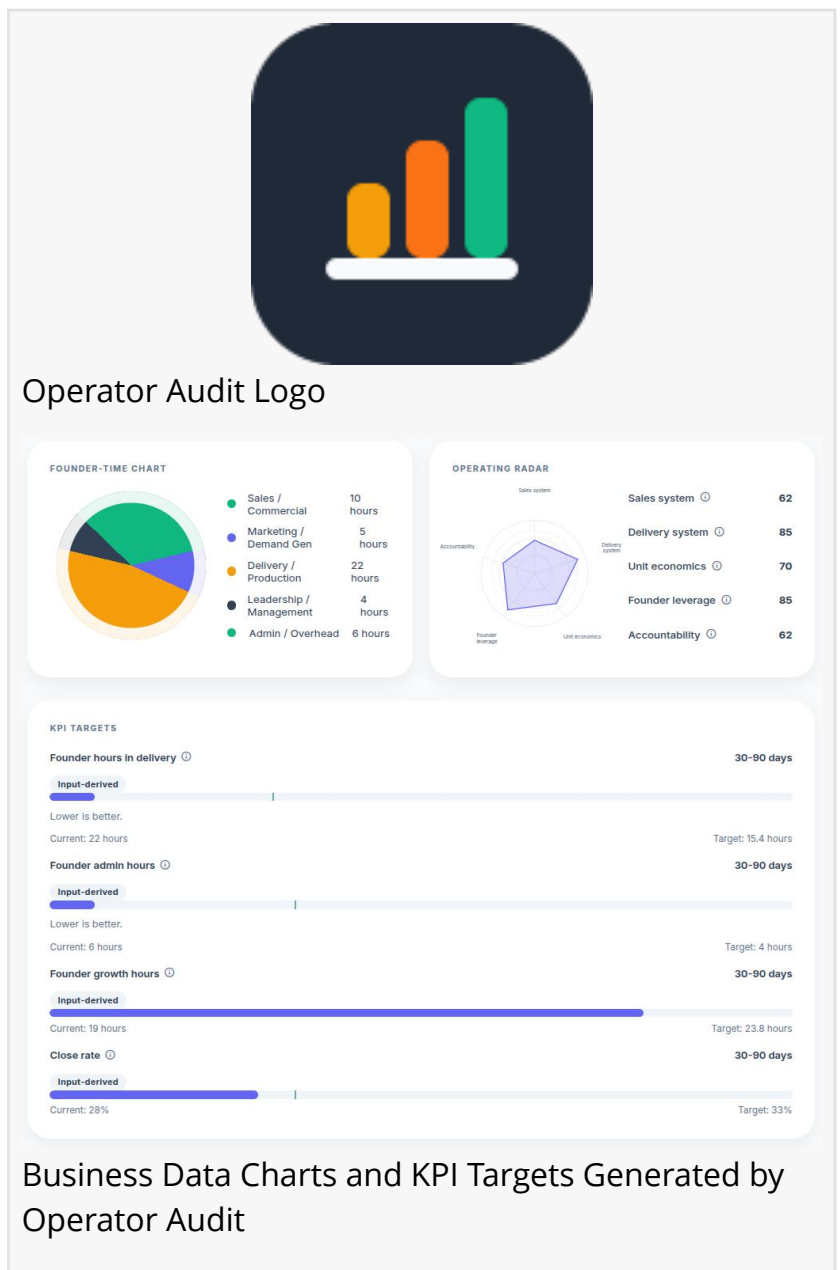 Operator Audit Logo
FOUNDER-TIME CHART
Sales /
Commercial
10
hours
Marketing /
Demand Gen
5
hours
Delivery /
Production
22
hours
Leadership /
Management
4
hours
Admin / Overhead 6 hours
OPERATING RADAR
Sales system
Accountability
Delivery
system
Founder
leverage
Unit economics
Sales system 62
Delivery system 85
Unit economics 70
Founder leverage 85
Accountability 62
KPI TARGETS
Founder hours in delivery 30-90 days
Input-derived
Lower is better.
Current: 22 hours Target: 15.4 hours
Founder admin hours 30-90 days
Input-derived
Lower is better.
Current: 6 hours Target: 4 hours
Founder growth hours 30-90 days
Input-derived
Current: 19 hours Target: 23.8 hours
Close rate 30-90 days
Input-derived
Current: 28% Target: 33%
Business Data Charts and KPI Targets Generated by
Operator Audit